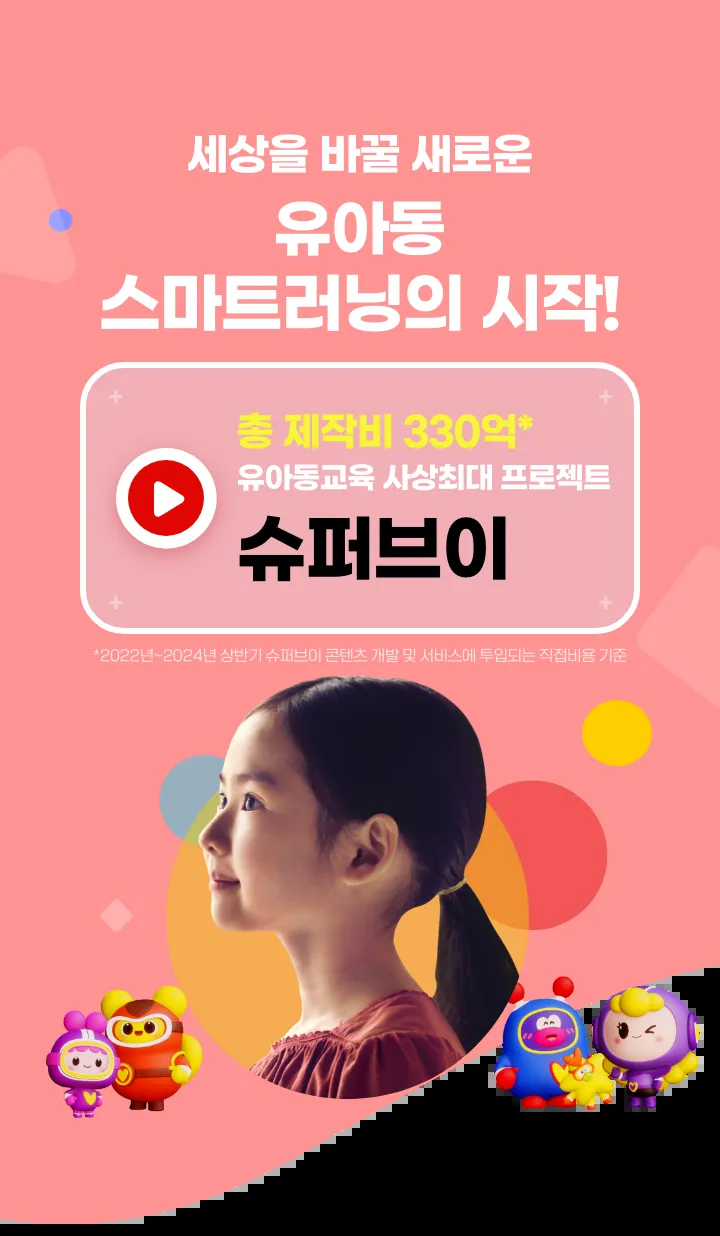 세상을 바꿀 새로운
유아동
스마트러닝의 시작!
총 제작비 330억*
유아동교육 사상최대 프로젝트
슈퍼브이
*2022년~2024년 상반기 슈퍼브이 콘텐츠 개발 및 서비스에 투입되는 직접비용 기준